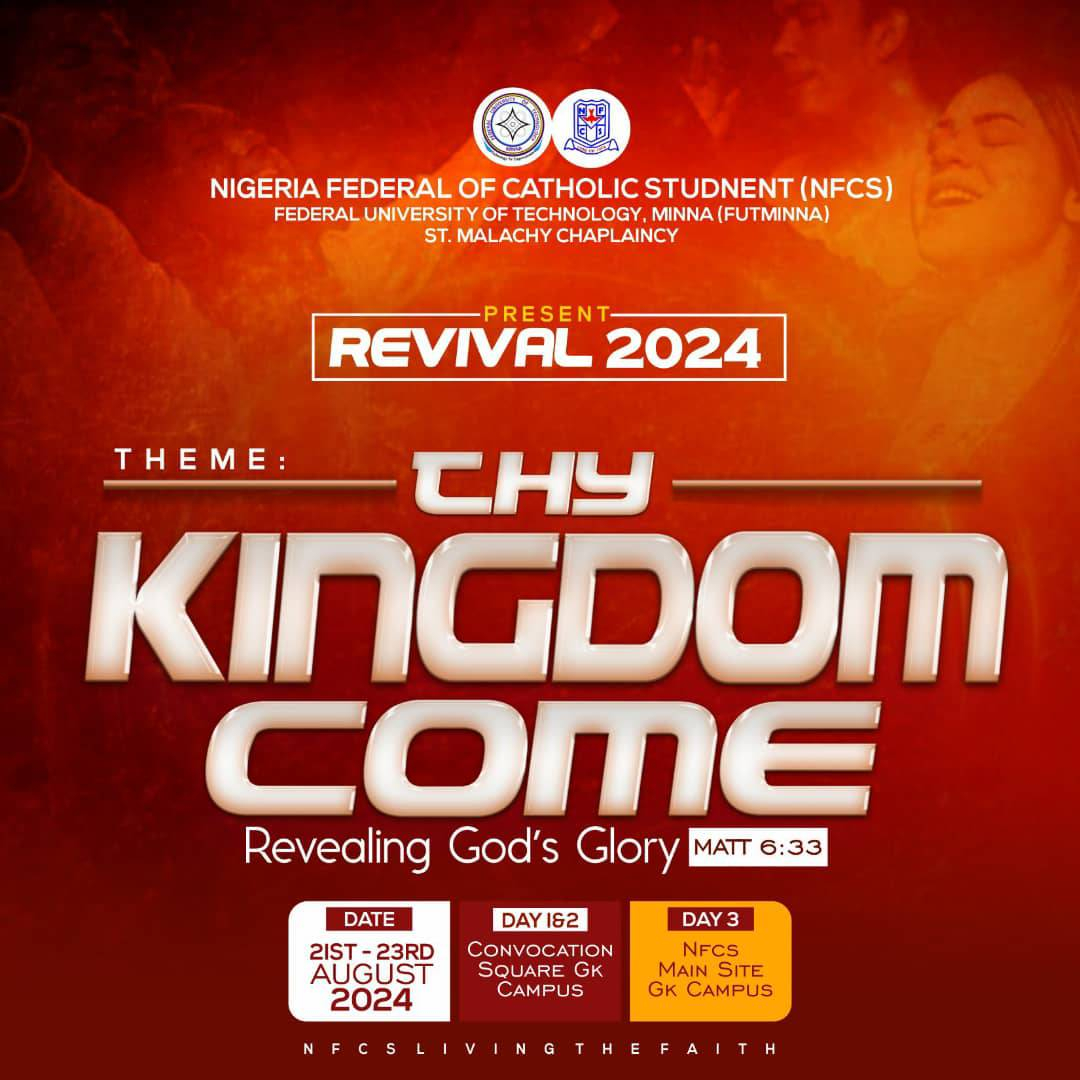 NIGERIA FEDERAL OF CATHOLIC STUDNENT (NFCS)
FEDERAL UNIVERSITY OF TECHNOLOGY, MINNA (FUTMINNA)
ST. MALACHY CHAPLAINCY
PRESENT
REVIVAL 2024
THEME:
THY
KINGDOM
COME
Revealing God's Glory MATT 6:33
DATE
21ST - 23RD
AUGUST
2024
DAY 1&2
CONVOCATION
SQUARE GK
CAMPUS
DAY 3
NFCS
MAIN SITE
GK CAMPUS
NFCSLIVINGTHEFAITH